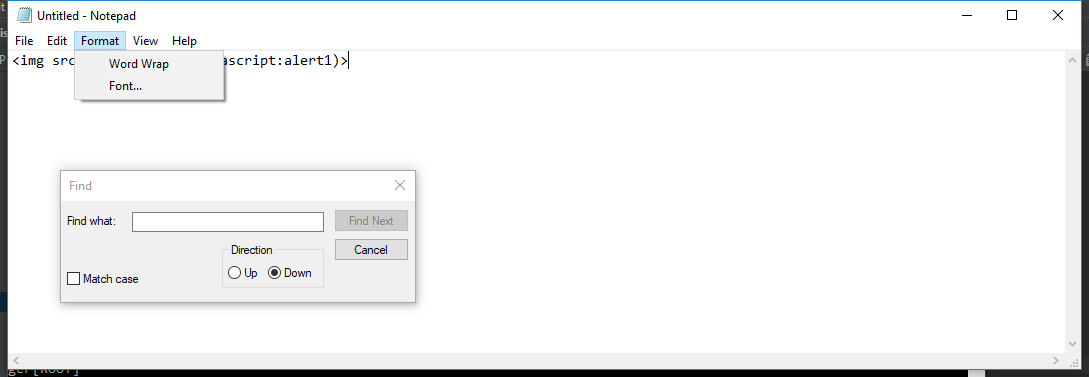 Untitled - Notepad
File Edit Format View Help
<img src ascript:alert1)>
Word Wrap
Font...
Find
Find what: Find Next
Direction Cancel
Up Down
Match case